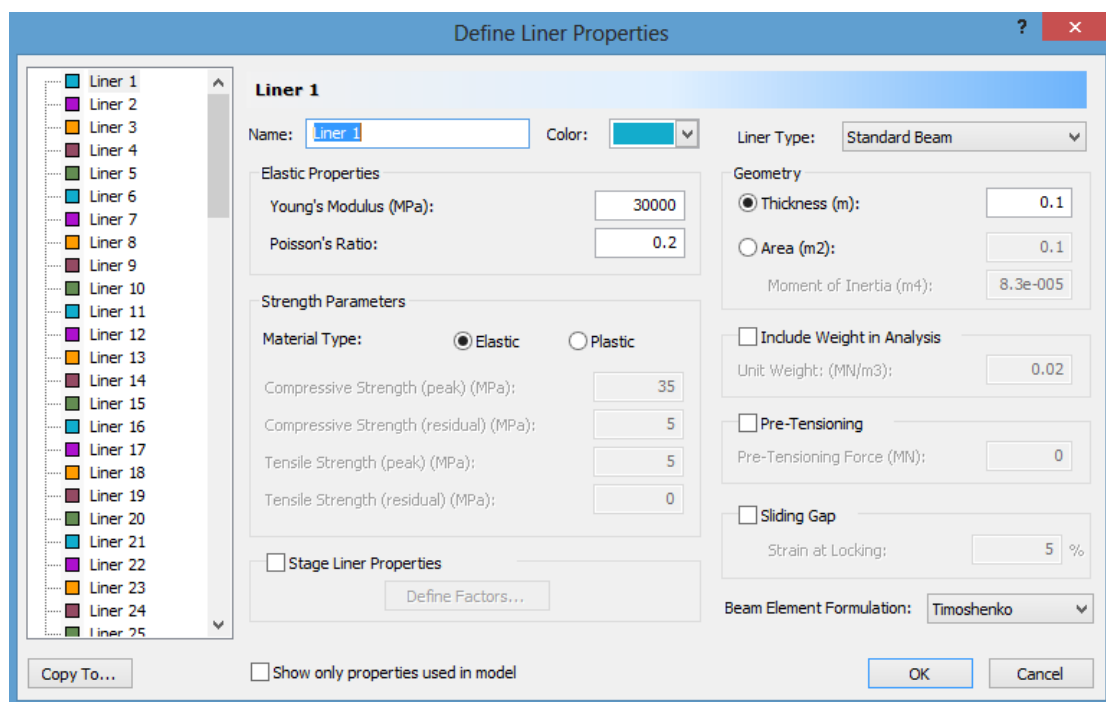 Define Liner Properties
?
×
Liner 1
Liner 2
Liner 3
Liner 4
Liner 5
Liner 6
Liner 7
Liner 8
Liner 9
Liner 10
Liner 11
Liner 12
Liner 13
Liner 14
Liner 15
Liner 16
Liner 17
Liner 18
Liner 19
Liner 20
Liner 21
Liner 22
Liner 23
Liner 24
Liner 25
Copy To...
Liner 1
Name: Liner 1 Color:
Elastic Properties
Young's Modulus (MPa): 30000
Poisson's Ratio: 0.2
Strength Parameters
Material Type: Elastic Plastic
Compressive Strength (peak) (MPa): 35
Compressive Strength (residual) (MPa): 5
Tensile Strength (peak) (MPa): 5
Tensile Strength (residual) (MPa): 0
Stage Liner Properties
Define Factors...
Show only properties used in model
Liner Type: Standard Beam
Geometry
Thickness (m): 0.1
Area (m2): 0.1
Moment of Inertia (m4): 8.3e-005
Include Weight in Analysis
Unit Weight: (MN/m3): 0.02
Pre-Tensioning
Pre-Tensioning Force (MN): 0
Sliding Gap
Strain at Locking: 5 %
Beam Element Formulation: Timoshenko
OK Cancel